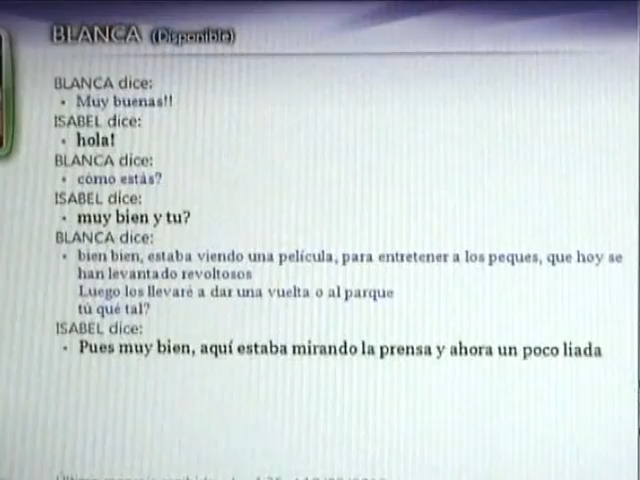 BLANCA (Disponible)
BLANCA dice:
• Muy buenas!!
ISABEL dice:
• hola!
BLANCA dice:
• cómo estás?
ISABEL dice:
• muy bien y tu?
BLANCA dice:
• bien bien, estaba viendo una película, para entretener a los peques, que hoy se
han levantado revoltosos
Luego los llevaré a dar una vuelta o al parque
tú qué tal?
ISABEL dice:
• Pues muy bien, aquí estaba mirando la prensa y ahora un poco liada